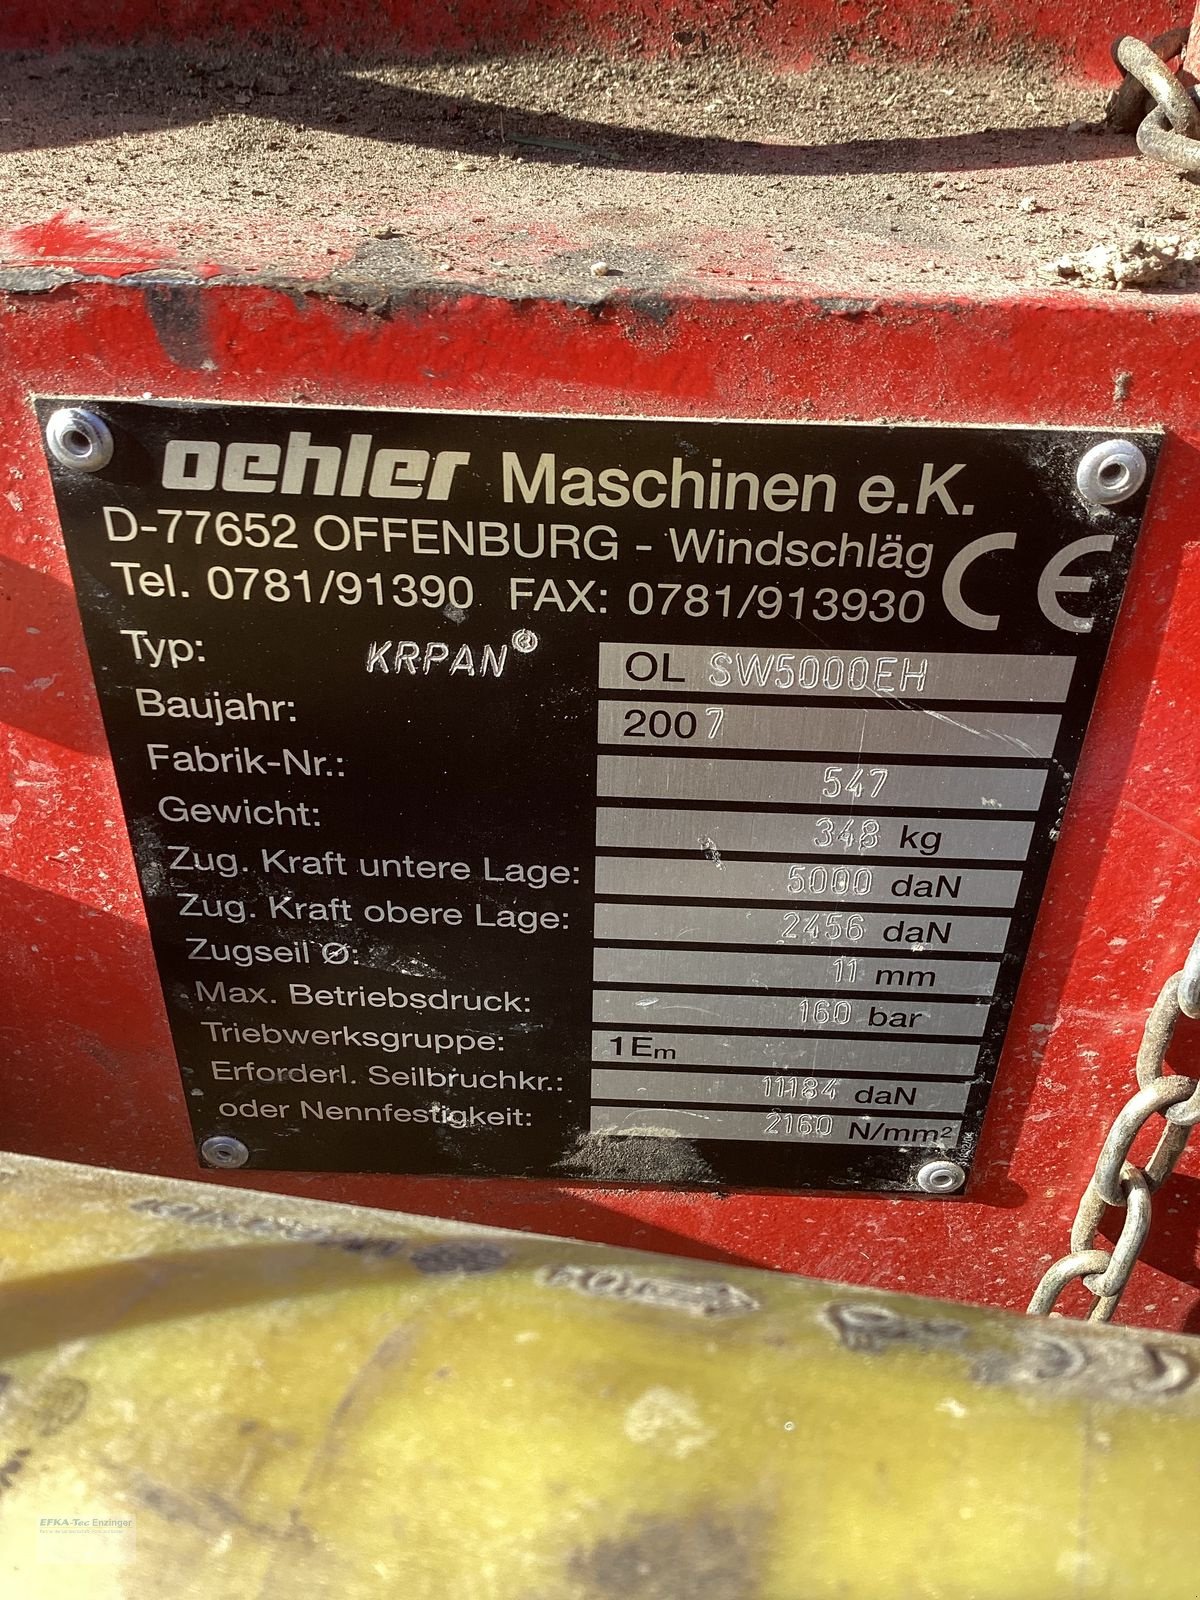 oehler Maschinen e.K.
D-77652 OFFENBURG - Windschläg
CE
Tel. 0781/91390 FAX: 0781/913930
Typ: KRPAN® OL SW5000EH
Baujahr: 2007
Fabrik-Nr.: 547
Gewicht: 348 kg
Zug. Kraft untere Lage: 5000 daN
Zug. Kraft obere Lage: 2456 daN
Zugseil Ø: 11 mm
Max. Betriebsdruck: 160 bar
Triebwerksgruppe: 1Em
Erforderl. Seilbruchkr.: 11184 daN
oder Nennfestigkeit: 2160 N/mm²
EFKA-Tec Enzinger